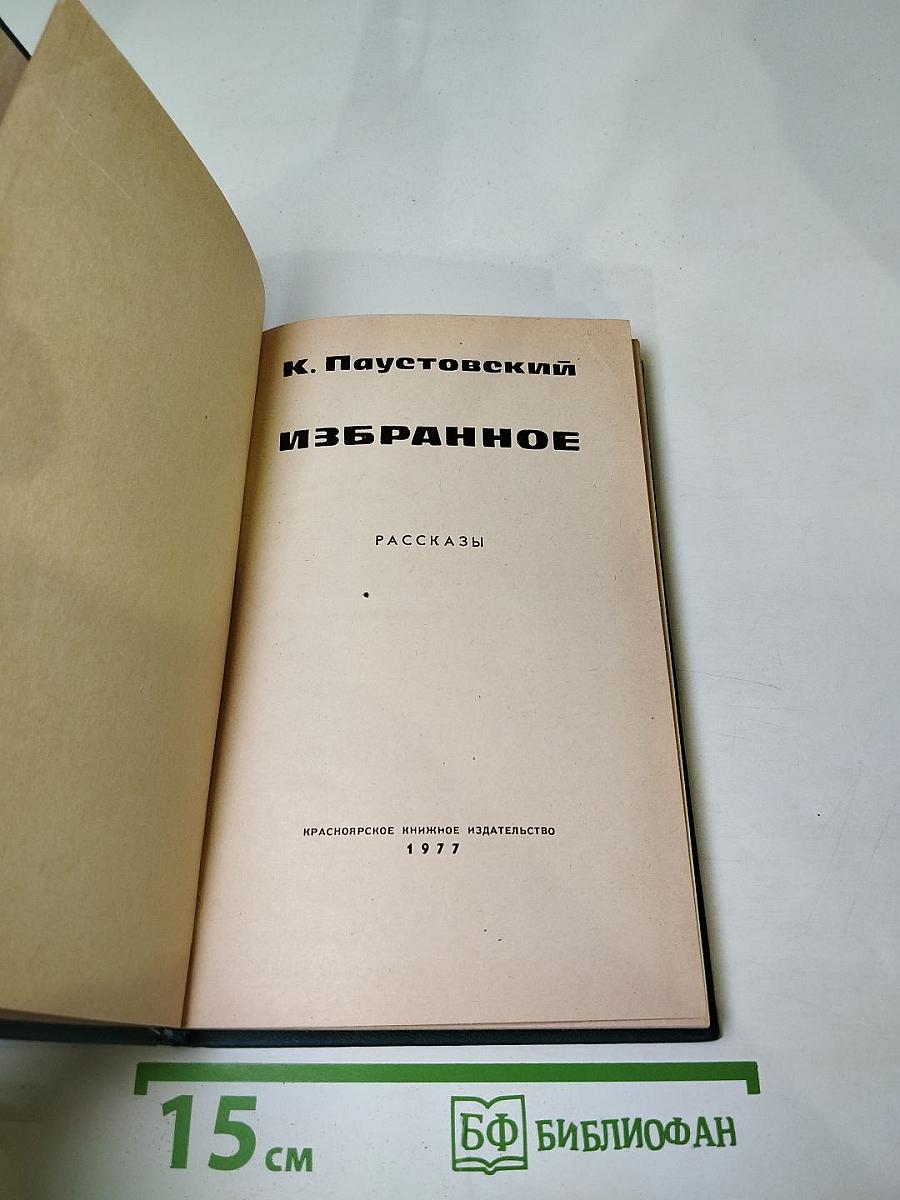 К. Паустовский
ИЗБРАННОЕ
РАССКАЗЫ
КРАСНОЯРСКОЕ КНИЖНОЕ ИЗДАТЕЛЬСТВО
1977
15 см
БФ БИБЛИОФАН